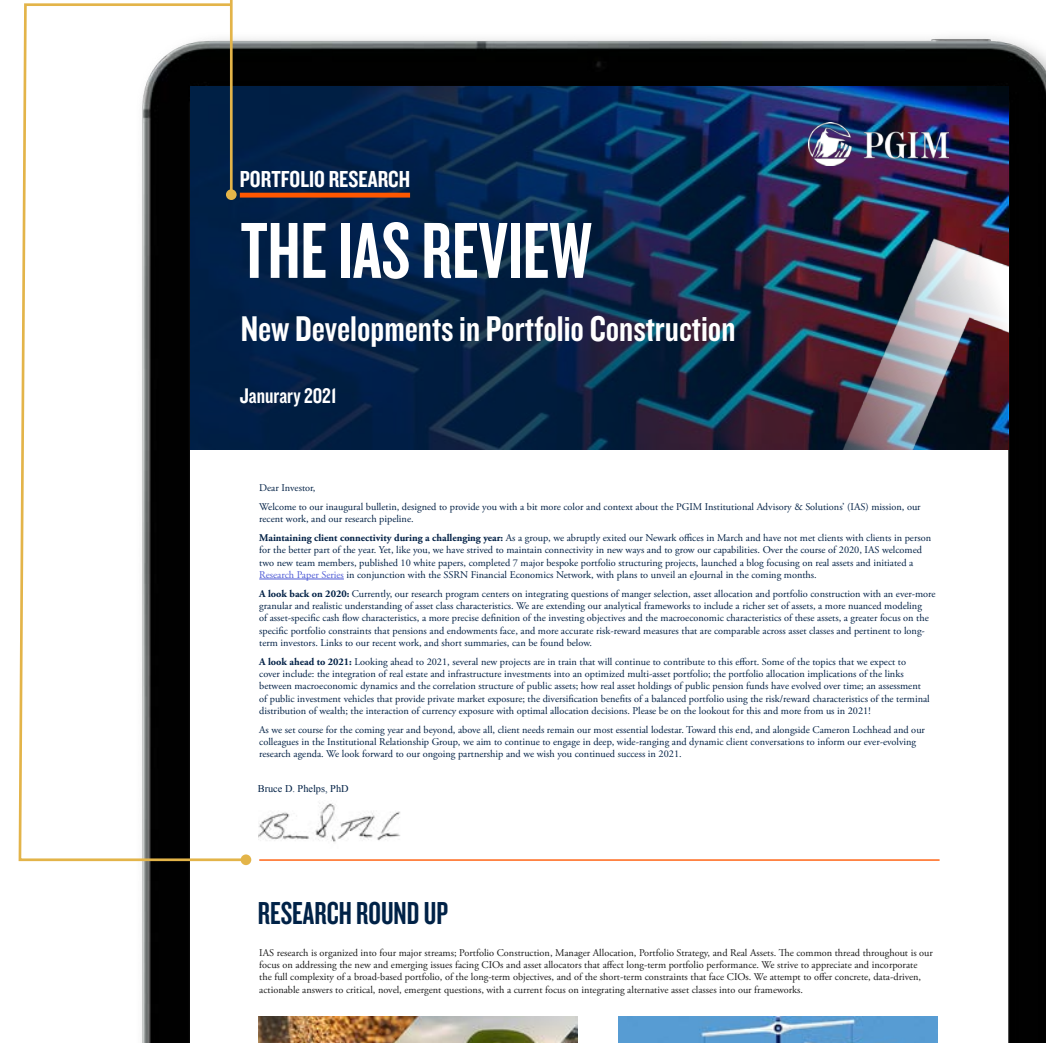 PGIM
PORTFOLIO RESEARCH
THE IAS REVIEW
New Developments in Portfolio Construction
Janurary 2021
Dear Investor,
Welcome to our inaugural bulletin, designed to provide you with a bit more color and context about the PGIM Institutional Advisory & Solutions' (IAS) mission, our
recent work, and our research pipeline.
Maintaining client connectivity during a challenging year: As a group, we abruptly exited our Newark offices in March and have not met clients with clients in person
for the better part of the year. Yet, like you, we have strived to maintain connectivity in new ways and to grow our capabilities. Over the course of 2020, IAS welcomed
two new team members, published 10 white papers, completed 7 major bespoke portfolio structuring projects, launched a blog focusing on real assets and initiated a
Research Paper Series in conjunction with the SSRN Financial Economics Network, with plans to unveil an eJournal in the coming months.
A look back on 2020: Currently, our research program centers on integrating questions of manger selection, asset allocation and portfolio construction with an ever-more
granular and realistic understanding of asset class characteristics. We are extending our analytical frameworks to include a richer set of assets, a more nuanced modeling
of asset-specific cash flow characteristics, a more precise definition of the investing objectives and the macroeconomic characteristics of these assets, a greater focus on the
specific portfolio constraints that pensions and endowments face, and more accurate risk-reward measures that are comparable across asset classes and pertinent to long-
term investors. Links to our recent work, and short summaries, can be found below.
A look ahead to 2021: Looking ahead to 2021, several new projects are in train that will continue to contribute to this effort. Some of the topics that we expect to
cover include: the integration of real estate and infrastructure investments into an optimized multi-asset portfolio; the portfolio allocation implications of the links
between macroeconomic dynamics and the correlation structure of public assets; how real asset holdings of public pension funds have evolved over time; an assessment
of public investment vehicles that provide private market exposure; the diversification benefits of a balanced portfolio using the risk/reward characteristics of the terminal
distribution of wealth; the interaction of currency exposure with optimal allocation decisions. Please be on the lookout for this and more from us in 2021!
As we set course for the coming year and beyond, above all, client needs remain our most essential lodestar. Toward this end, and alongside Cameron Lochhead and our
colleagues in the Institutional Relationship Group, we aim to continue to engage in deep, wide-ranging and dynamic client conversations to inform our ever-evolving
research agenda. We look forward to our ongoing partnership and we wish you continued success in 2021.
Bruce D. Phelps, PhD
RESEARCH ROUND UP
IAS research is organized into four major streams; Portfolio Construction, Manager Allocation, Portfolio Strategy, and Real Assets. The common thread throughout is our
focus on addressing the new and emerging issues facing CIOs and asset allocators that affect long-term portfolio performance. We strive to appreciate and incorporate
the full complexity of a broad-based portfolio, of the long-term objectives, and of the short-term constraints that face CIOs. We attempt to offer concrete, data-driven,
actionable answers to critical, novel, emergent questions, with a current focus on integrating alternative asset classes into our frameworks.